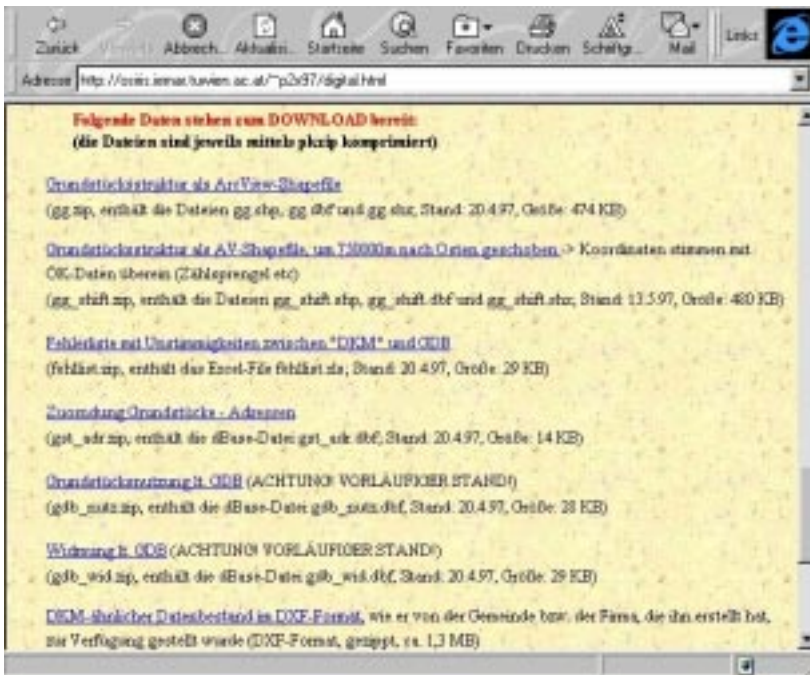 Zurück Abbrech... Aktualisi... Startseite Suchen Favoriten Drucken Schriftgr... Mail Links
Adresse http://osiris.iemar.tuwien.ac.at/~p2x97/digital.html
Folgende Daten stehen zum DOWNLOAD bereit:
(die Dateien sind jeweils mittels pkzip komprimiert)
Grundstücksstruktur als ArcView-Shapefile
(gg.zip, enthält die Dateien gg.shp, gg.dbf und gg.shx, Stand: 20.4.97, Größe: 474 KB)
Grundstücksstruktur als AV-Shapefile, um 750000m nach Osten geschoben -> Koordinaten stimmen mit
ÖK-Daten überein (Zählsprengel etc)
(gg_shift.zip, enthält die Dateien gg_shift.shp, gg_shift.dbf und gg_shift.shx, Stand: 13.5.97, Größe: 480 KB)
Fehlerliste mit Unstimmigkeiten zwischen "DKM" und GDB
(fehllist.zip, enthält das Excel-File fehllist.xls, Stand: 20.4.97, Größe: 29 KB)
Zuordnung Grundstücke - Adressen
(gst_adr.zip, enthält die dBase-Datei gst_adr.dbf, Stand: 20.4.97, Größe: 14 KB)
Grundstücksnutzung lt. GDB (ACHTUNG! VORLÄUFIGER STAND!)
(gdb_nutz.zip, enthält die dBase-Datei gdb_nutz.dbf, Stand: 20.4.97, Größe: 28 KB)
Widmung lt. GDB (ACHTUNG! VORLÄUFIGER STAND!)
(gdb_wid.zip, enthält die dBase-Datei gdb_wid.dbf, Stand: 20.4.97, Größe: 29 KB)
DKM-ähnlicher Datenbestand im DXF-Format, wie er von der Gemeinde bzw. der Firma, die ihn erstellt hat,
zur Verfügung gestellt wurde (DXF-Format, gezippt, ca. 1,3 MB)